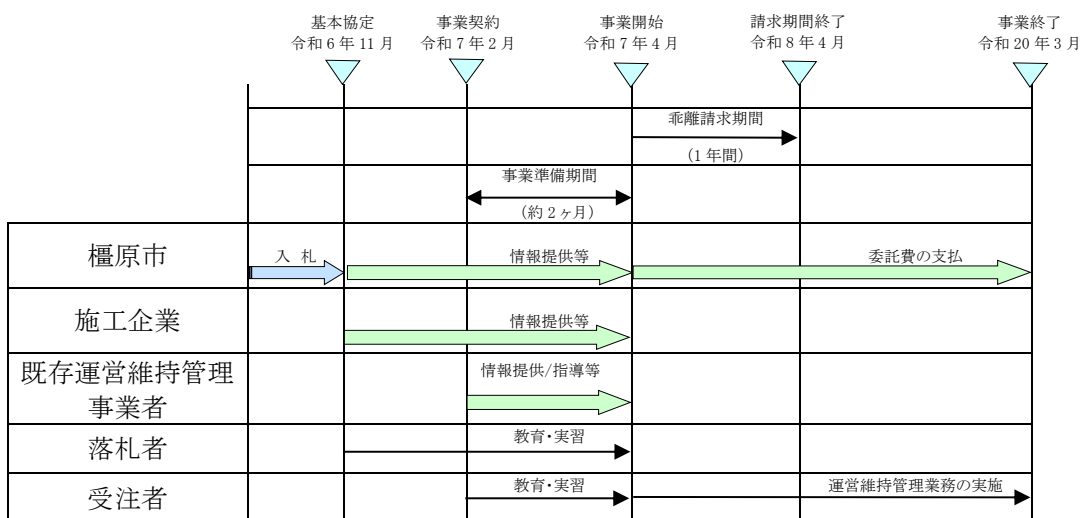 基本協定
令和6年11月
事業契約
令和7年2月
事業開始
令和7年4月
請求期間終了
令和8年4月
事業終了
令和20年3月
乖離請求期間
(1年間)
事業準備期間
(約2ヶ月)
橿原市
入 札
情報提供等
委託費の支払
施工企業
情報提供等
既存運営維持管理
事業者
情報提供/指導等
落札者
教育・実習
受注者
教育・実習
運営維持管理業務の実施